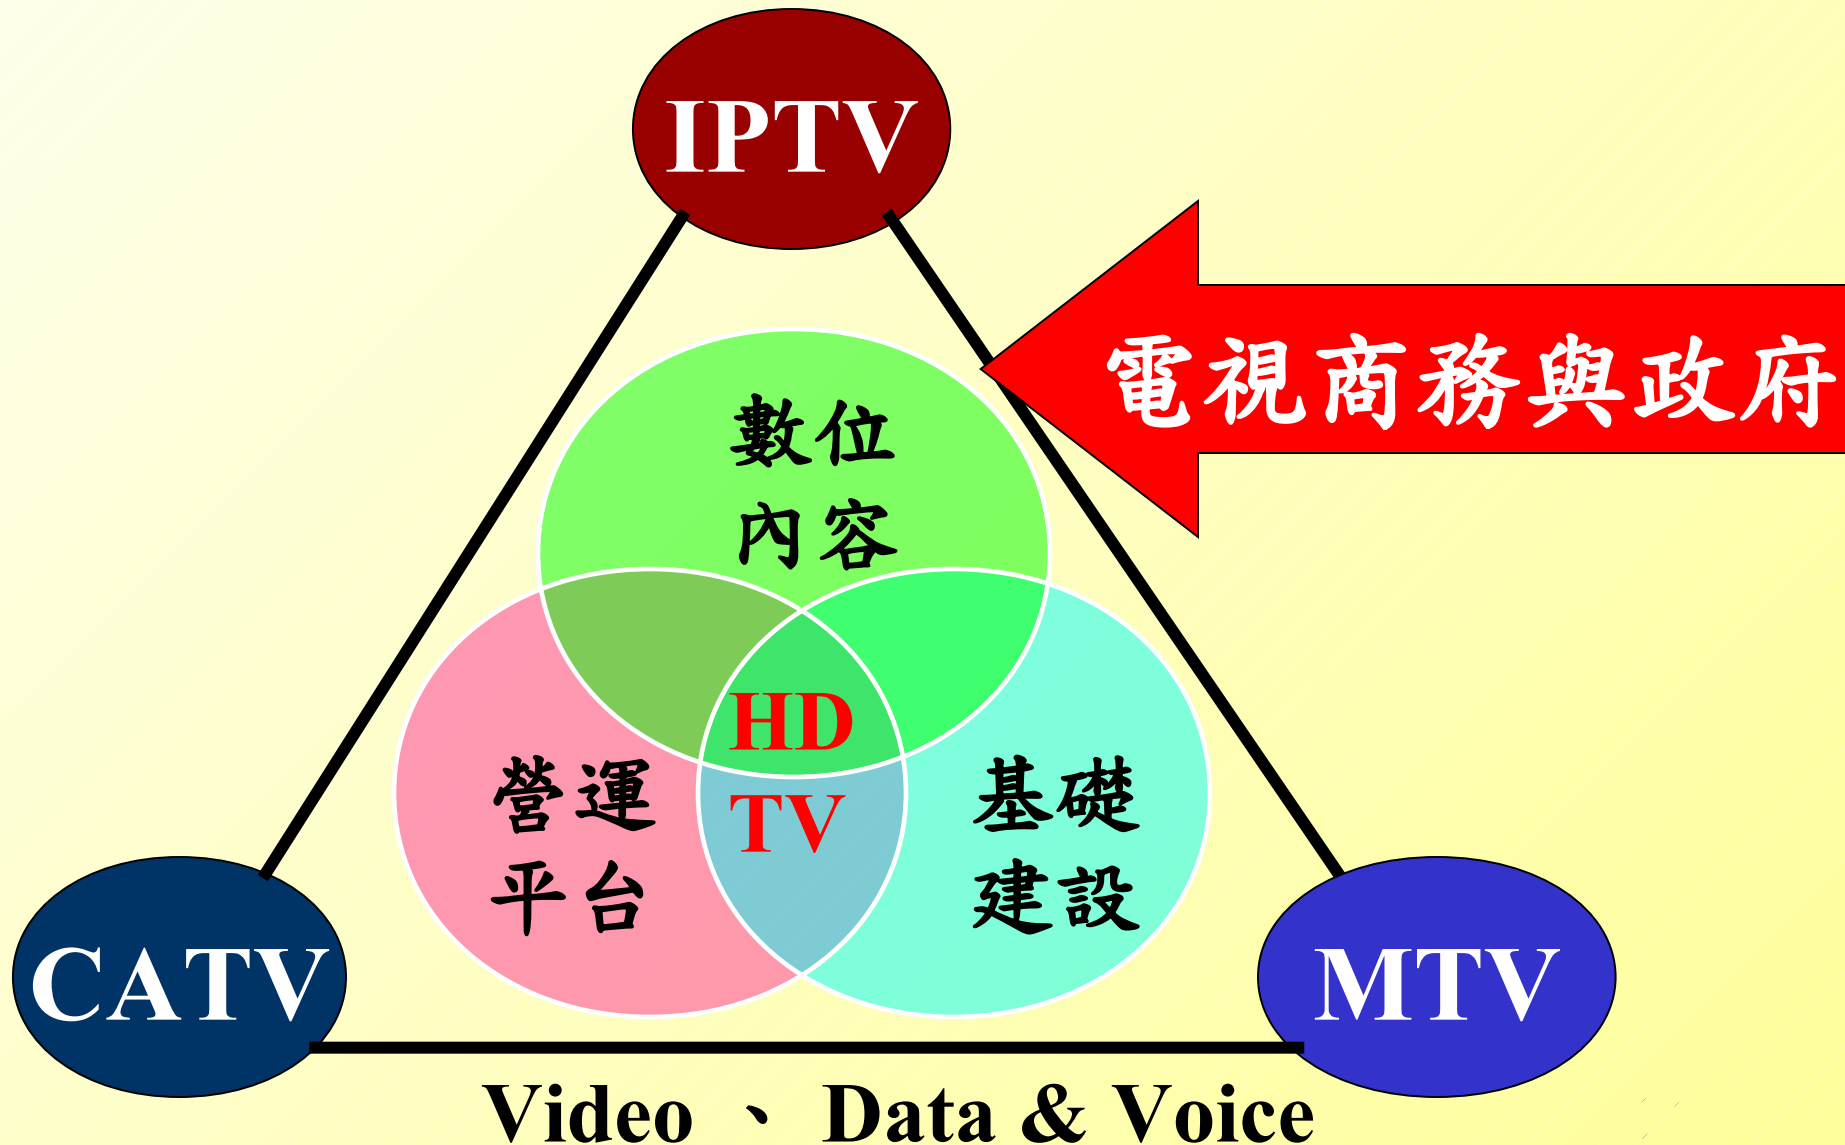 IPTV
電視商務與政府
數位
內容
HD
TV
營運
平台
基礎
建設
CATV
MTV
Video 、 Data & Voice